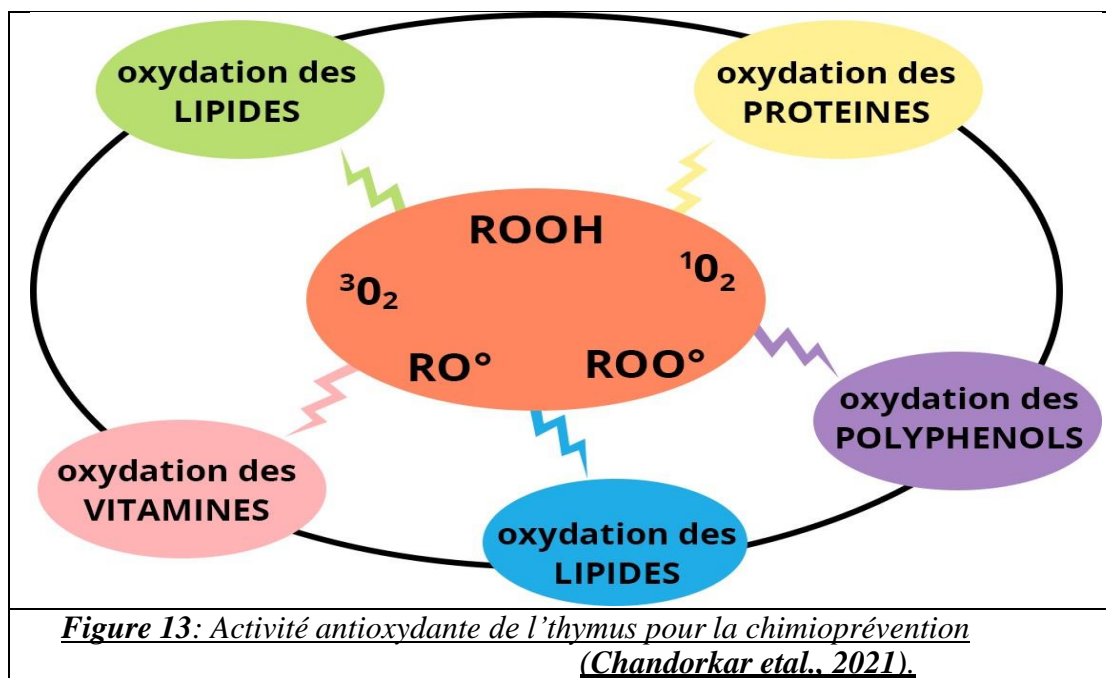 oxydation des
LIPIDES
oxydation des
PROTEINES
ROOH
³0₂
¹0₂
RO°
ROO°
oxydation des
POLYPHENOLS
oxydation des
VITAMINES
oxydation des
LIPIDES
Figure 13: Activité antioxydante de l’thymus pour la chimioprévention
(Chandorkar etal., 2021).